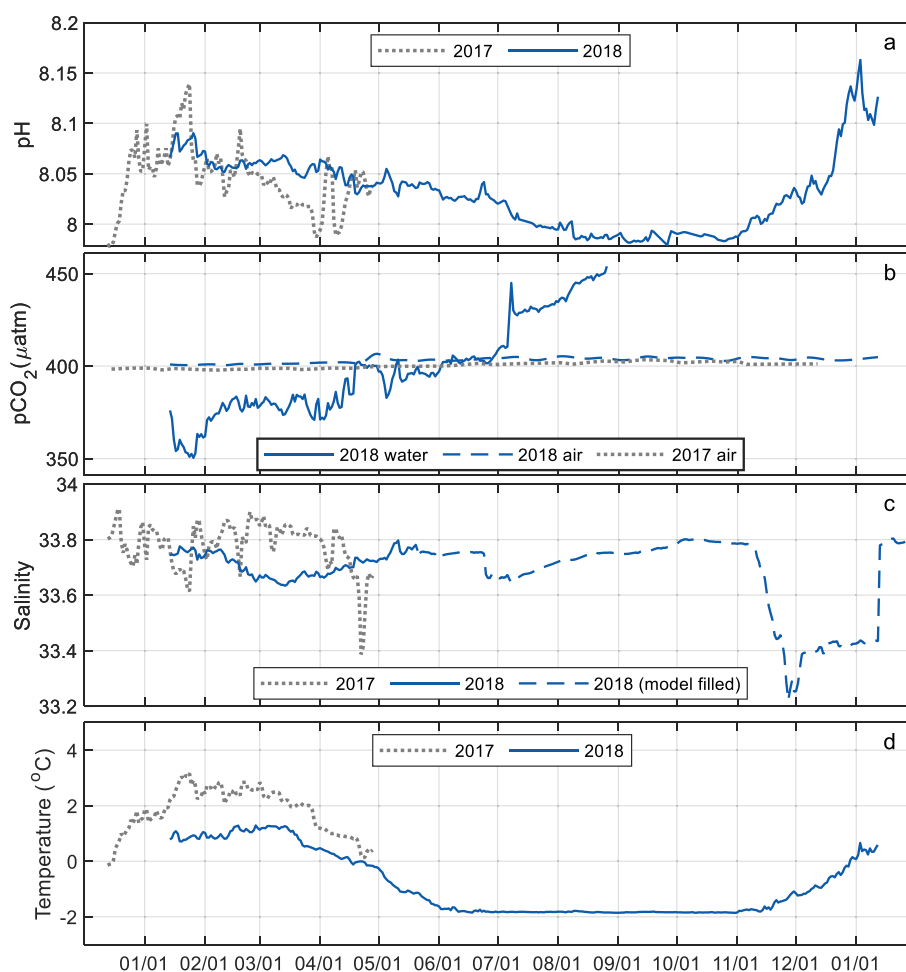 8.2
8.15
8.1
8.05
8
pH
2017
2018
a
450
400
350
pCO2(μatm)
2018 water
2018 air
2017 air
b
34
33.8
33.6
33.4
33.2
Salinity
2017
2018
2018 (model filled)
c
4
2
0
-2
Temperature (°C)
2017
2018
d
01/01 02/01 03/01 04/01 05/01 06/01 07/01 08/01 09/01 10/01 11/01 12/01 01/01